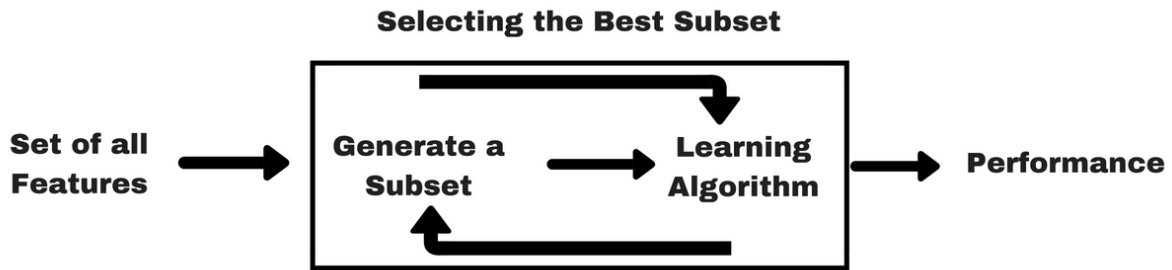 Selecting the Best Subset
Set of all
Features
Generate a
Subset
Learning
Algorithm
Performance